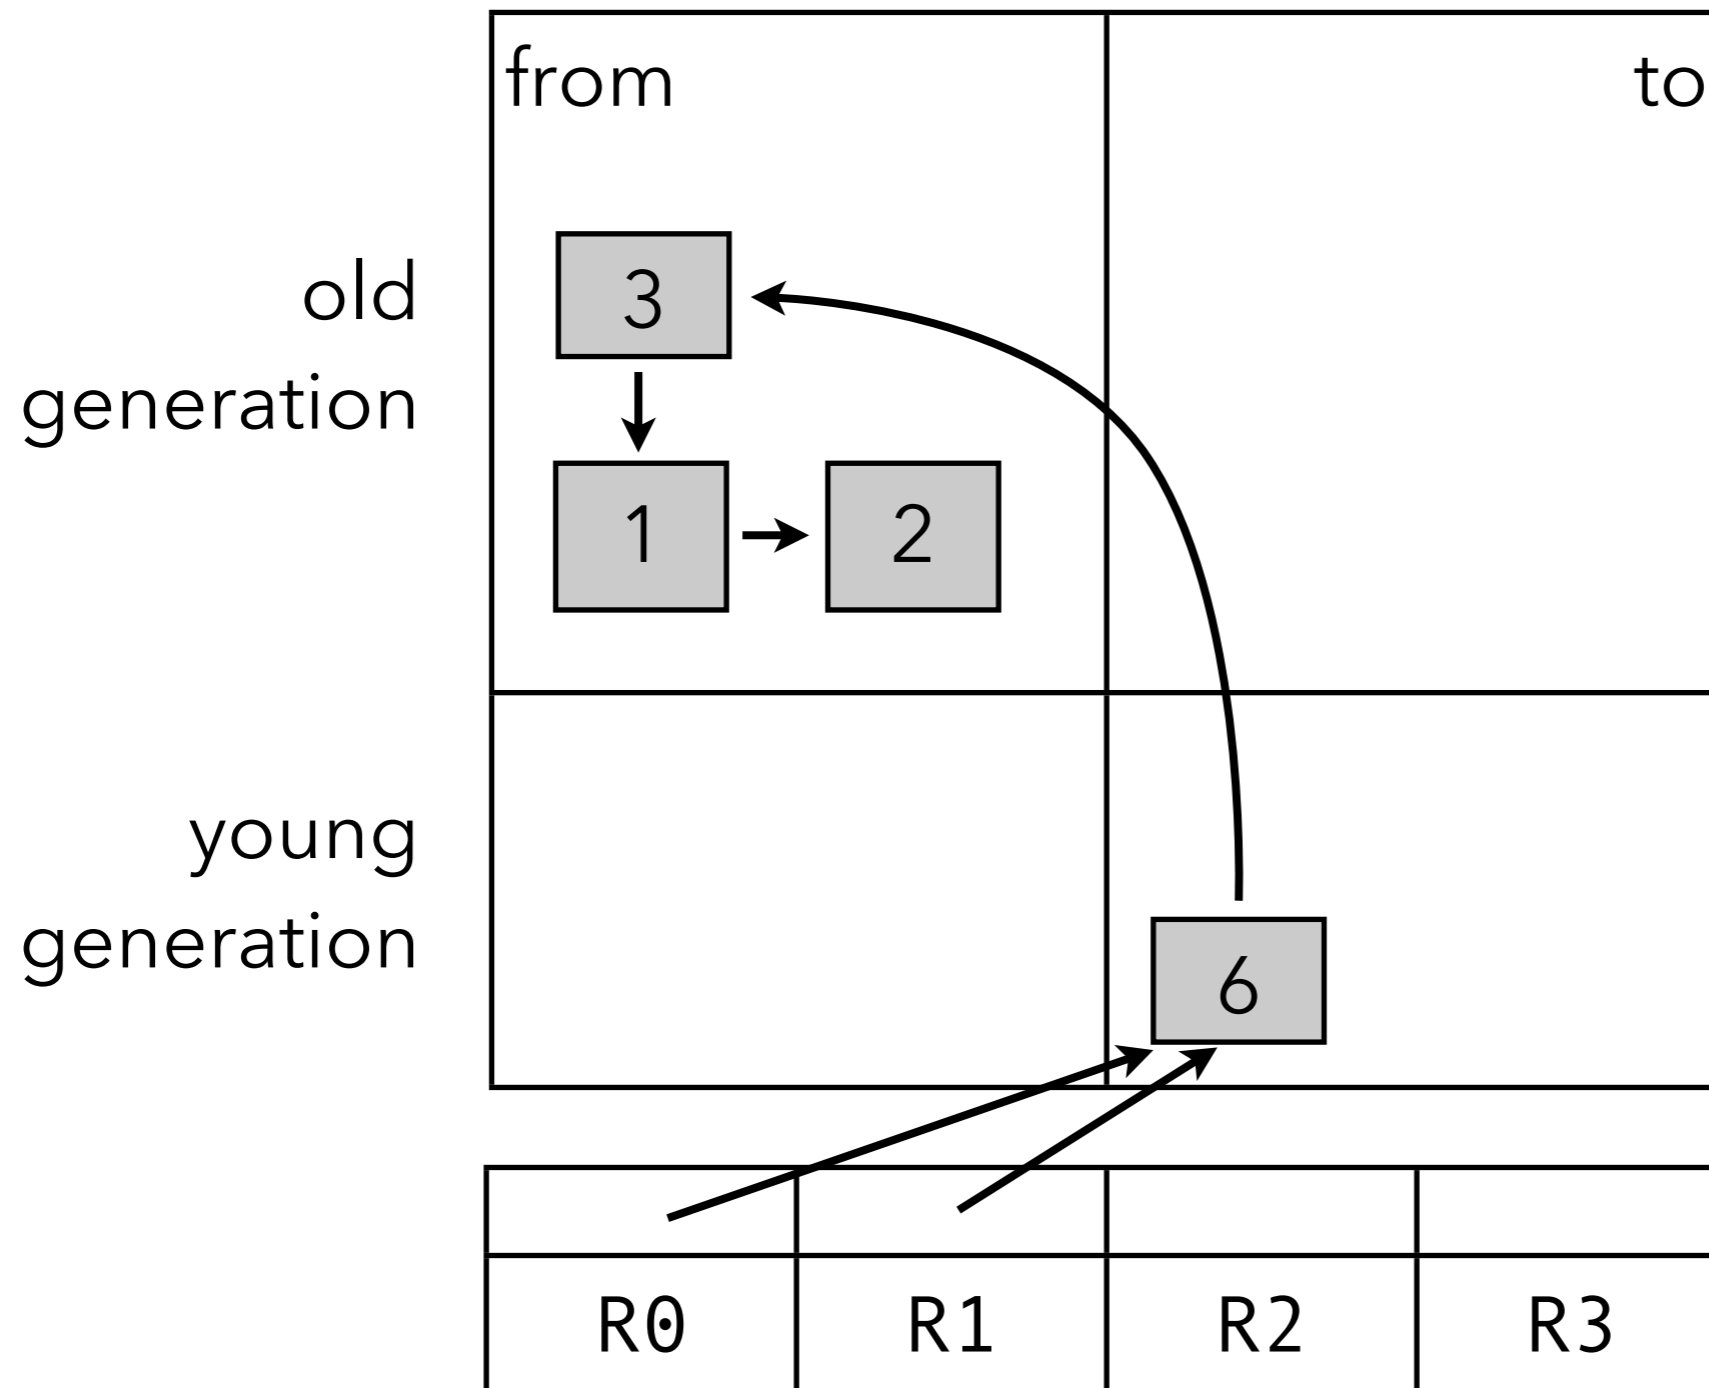 from
to
old
generation
3
1
2
young
generation
6
R0
R1
R2
R3